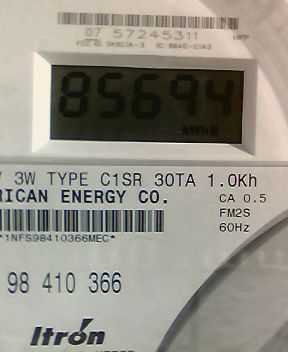 07 57245311
85694
kWh
3W TYPE C1SR 30TA 1.0Kh
RICAN ENERGY CO.
CA 0.5
FM2S
60Hz
*1NFS98410366MEC*
98 410 366
Itrón